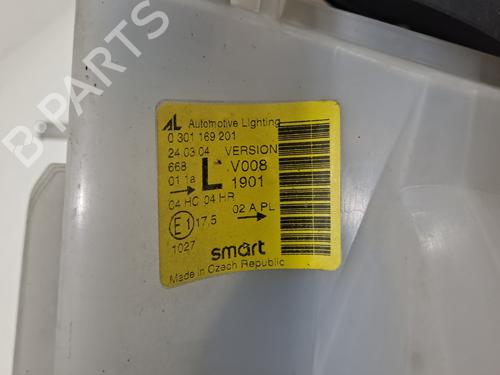 B-PARTS
AL Automotive Lighting
0 301 169 201
24 03 04 VERSION
668 V008
01 1a L 1901
04 HC 04 HR
E1 17,5 02 A PL
1027
smart
Made in Czech Republic